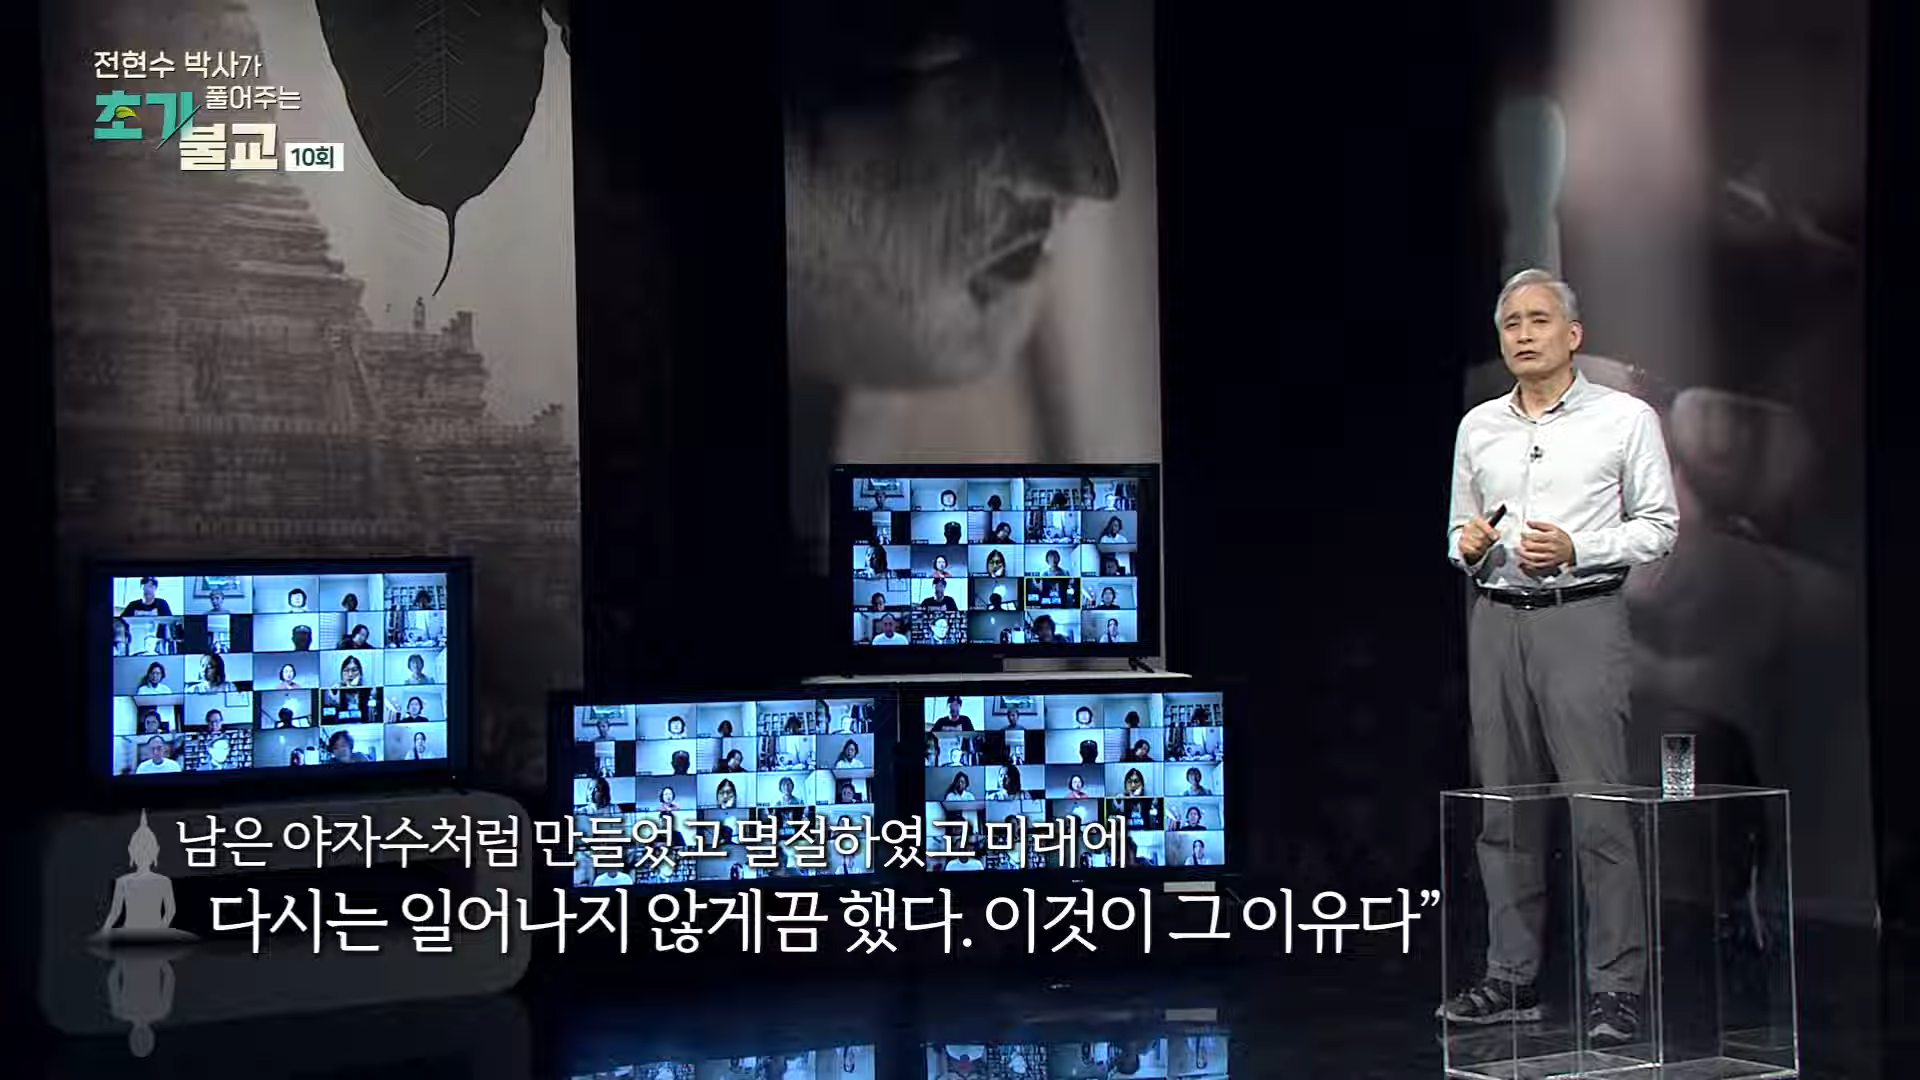 전현수 박사가
초기 풀어주는
불교 10회
남은 야자수처럼 만들었고 멸절하였고 미래에
다시는 일어나지 않게끔 했다. 이것이 그 이유다”